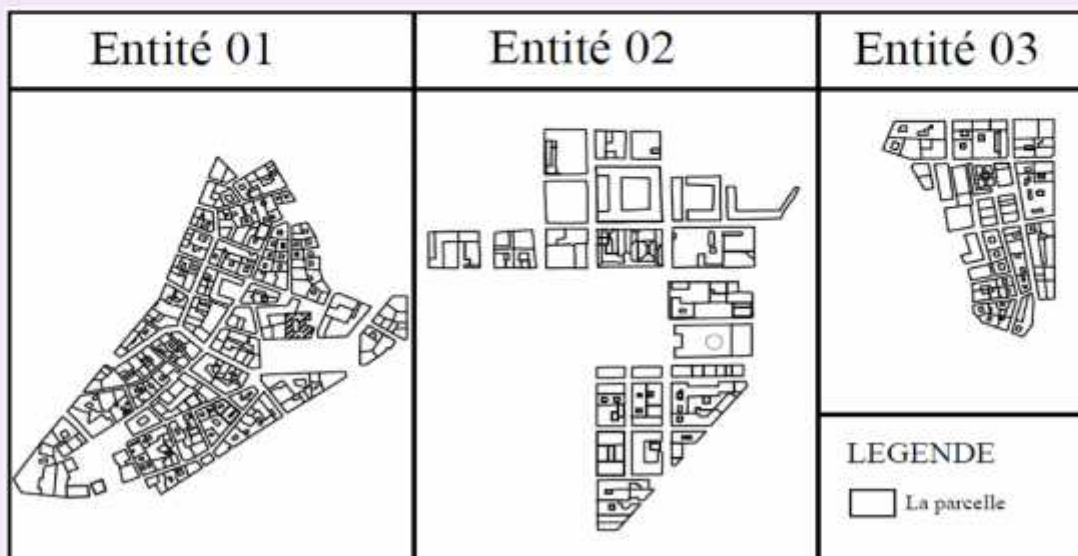 Entité 01
Entité 02
Entité 03
LEGENDE
La parcelle